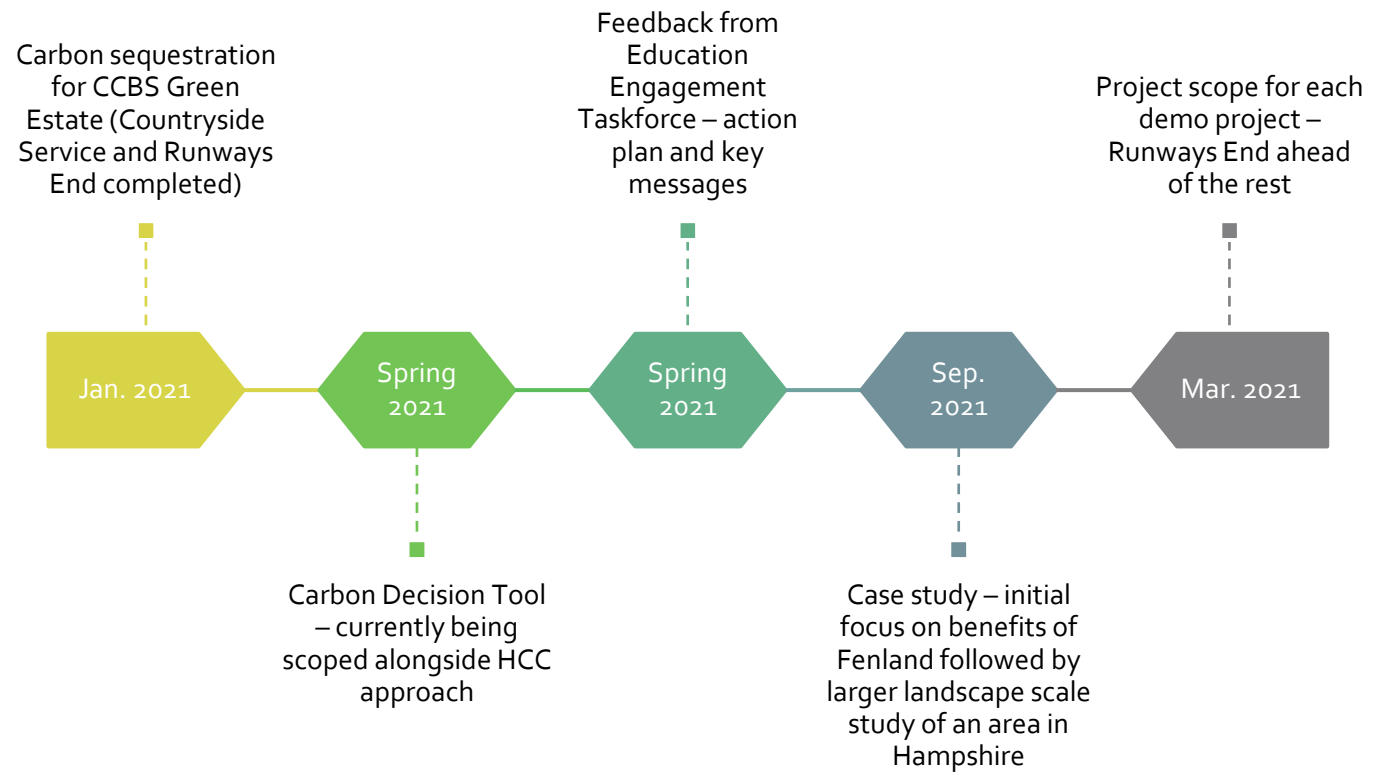 Carbon sequestration
for CCBS Green
Estate (Countryside
Service and Runways
End completed)
Feedback from
Education
Engagement
Taskforce – action
plan and key
messages
Project scope for each
demo project –
Runways End ahead
of the rest
Jan. 2021
Spring
2021
Spring
2021
Sep.
2021
Mar. 2021
Carbon Decision Tool
– currently being
scoped alongside HCC
approach
Case study – initial
focus on benefits of
Fenland followed by
larger landscape scale
study of an area in
Hampshire